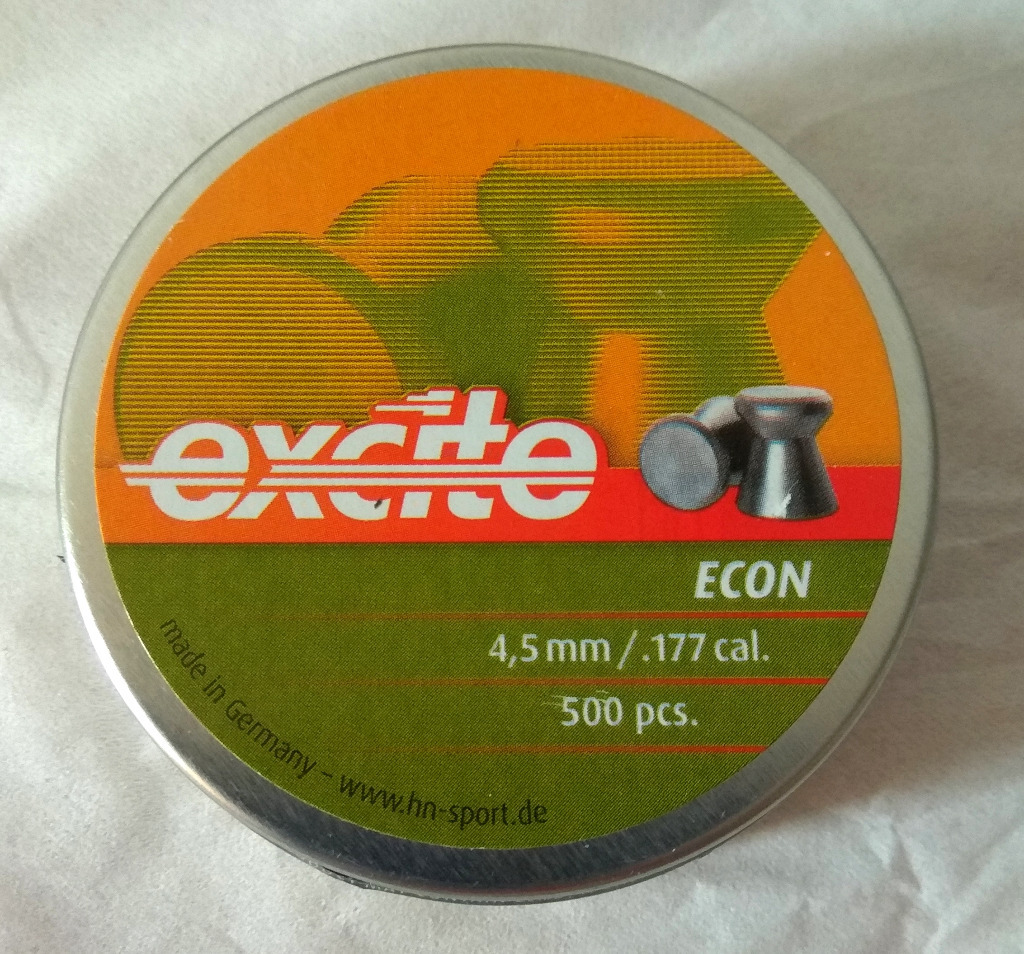 excite
ECON
4,5 mm / .177 cal.
500 pcs.
made in Germany - www.hn-sport.de